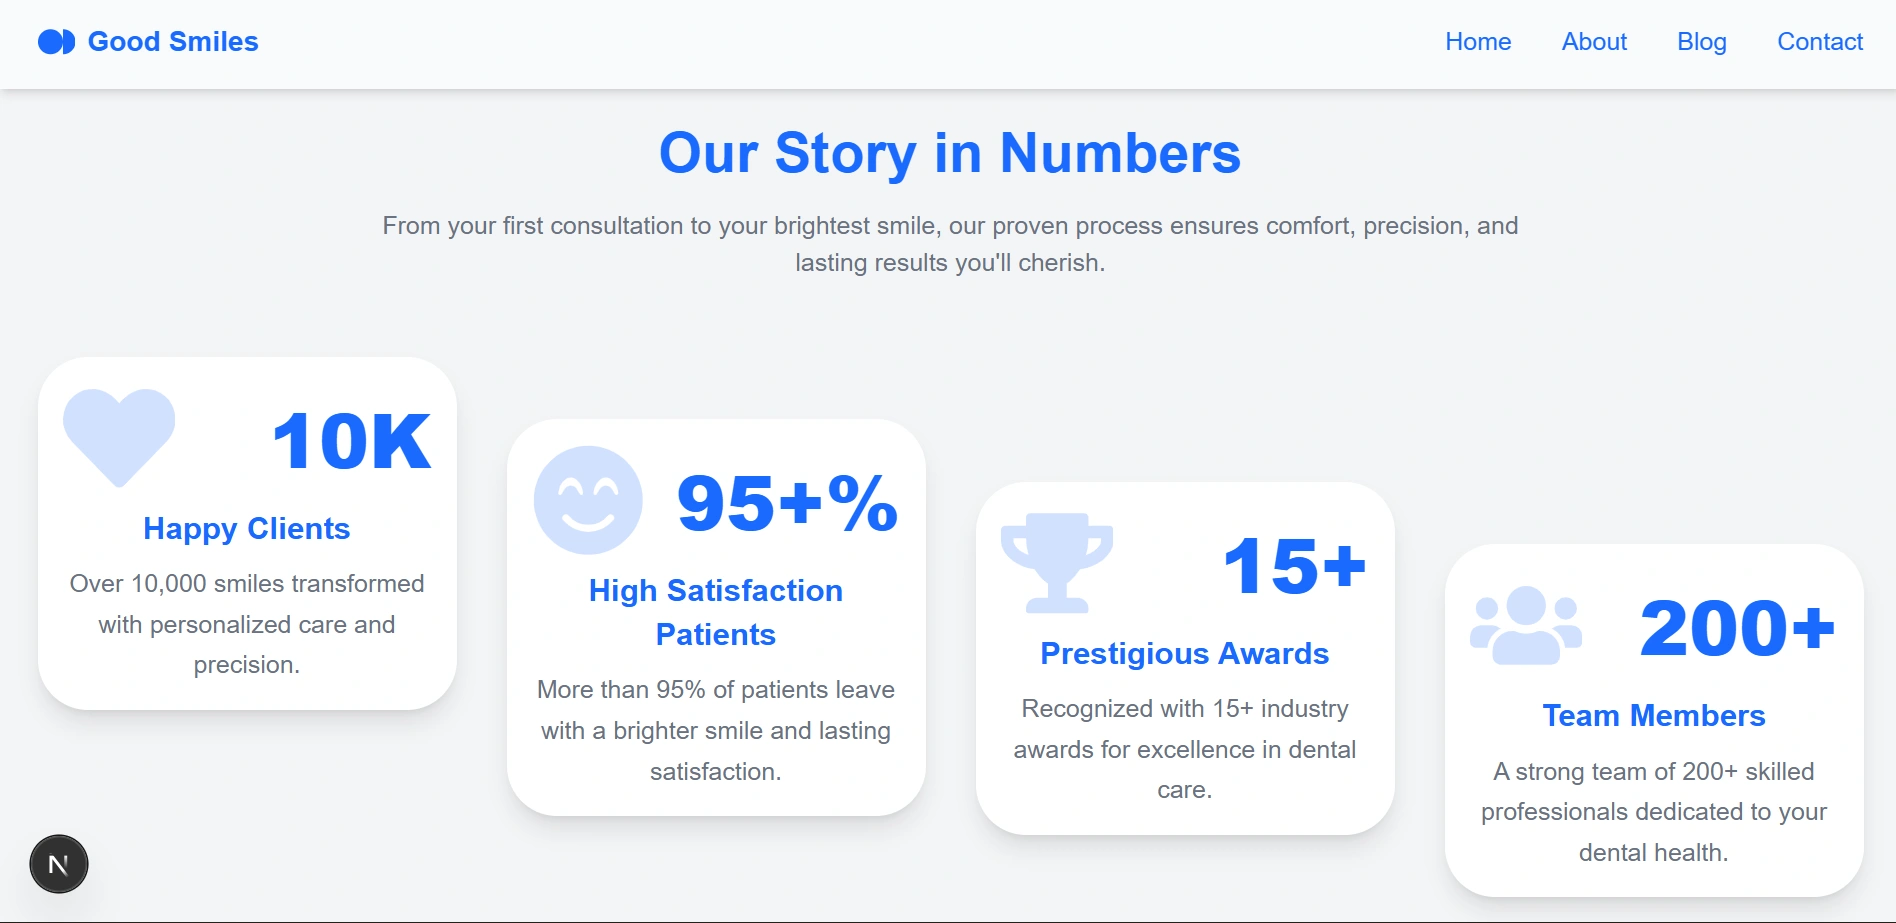 Good Smiles
Home
About
Blog
Contact
Our Story in Numbers
From your first consultation to your brightest smile, our proven process ensures comfort, precision, and
lasting results you'll cherish.
10K
Happy Clients
Over 10,000 smiles transformed
with personalized care and
precision.
95+%
High Satisfaction
Patients
More than 95% of patients leave
with a brighter smile and lasting
satisfaction.
15+
Prestigious Awards
Recognized with 15+ industry
awards for excellence in dental
care.
200+
Team Members
A strong team of 200+ skilled
professionals dedicated to your
dental health.
N